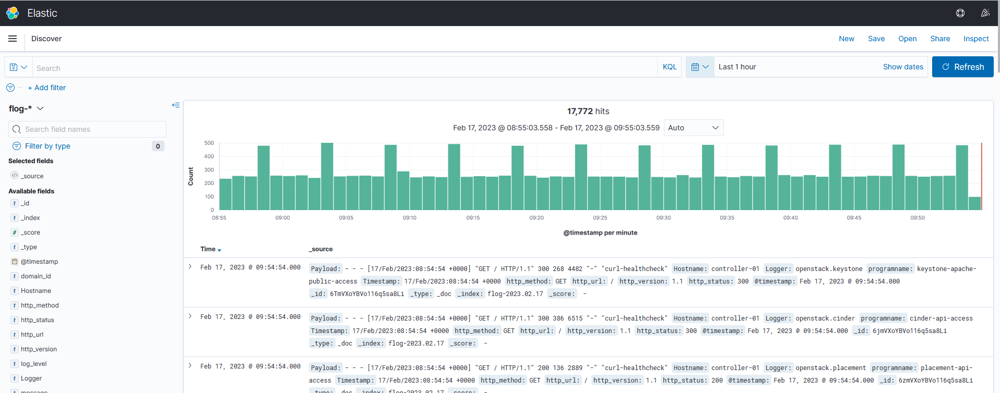 Elastic
Discover
New Save Open Share Inspect
Search
KQL
Last 1 hour
Show dates
Refresh
+ Add filter
flog-*
Search field names
Filter by type 0
Selected fields
_source
Available fields
t _id
t _index
# _score
t _type
@timestamp
t domain_id
t Hostname
t http_method
t http_status
t http_url
t http_version
t log_level
t Logger
17,772 hits
Feb 17, 2023 @ 08:55:03.558 - Feb 17, 2023 @ 09:55:03.559 Auto
Count
500
400
300
200
100
0
08:55 09:00 09:05 09:10 09:15 09:20 09:25 09:30 09:35 09:40 09:45 09:50
@timestamp per minute
Time _source
Feb 17, 2023 @ 09:54:54.000 Payload: - - - [17/Feb/2023:08:54:54 +0000] "GET / HTTP/1.1" 300 268 4482 "-" "curl-healthcheck" Hostname: controller-01 Logger: openstack.keystone programname: keystone-apache-
public-access Timestamp: 17/Feb/2023:08:54:54 +0000 http_method: GET http_url: / http_version: 1.1 http_status: 300 @timestamp: Feb 17, 2023 @ 09:54:54.000
_id: 6TmVXoYBVo116q5sa8Li _type: _doc _index: flog-2023.02.17 _score: -
Feb 17, 2023 @ 09:54:54.000 Payload: - - - [17/Feb/2023:08:54:54 +0000] "GET / HTTP/1.1" 300 386 6515 "-" "curl-healthcheck" Hostname: controller-01 Logger: openstack.cinder programname: cinder-api-access
Timestamp: 17/Feb/2023:08:54:54 +0000 http_method: GET http_url: / http_version: 1.1 http_status: 300 @timestamp: Feb 17, 2023 @ 09:54:54.000 _id: 6jmVXoYBVo116q5sa8Li
_type: _doc _index: flog-2023.02.17 _score: -
Feb 17, 2023 @ 09:54:54.000 Payload: - - - [17/Feb/2023:08:54:54 +0000] "GET / HTTP/1.1" 200 136 2889 "-" "curl-healthcheck" Hostname: controller-01 Logger: openstack.placement programname: placement-api-
access Timestamp: 17/Feb/2023:08:54:54 +0000 http_method: GET http_url: / http_version: 1.1 http_status: 200 @timestamp: Feb 17, 2023 @ 09:54:54.000 _id: 6zmVXoYBVo116q5sa8Li